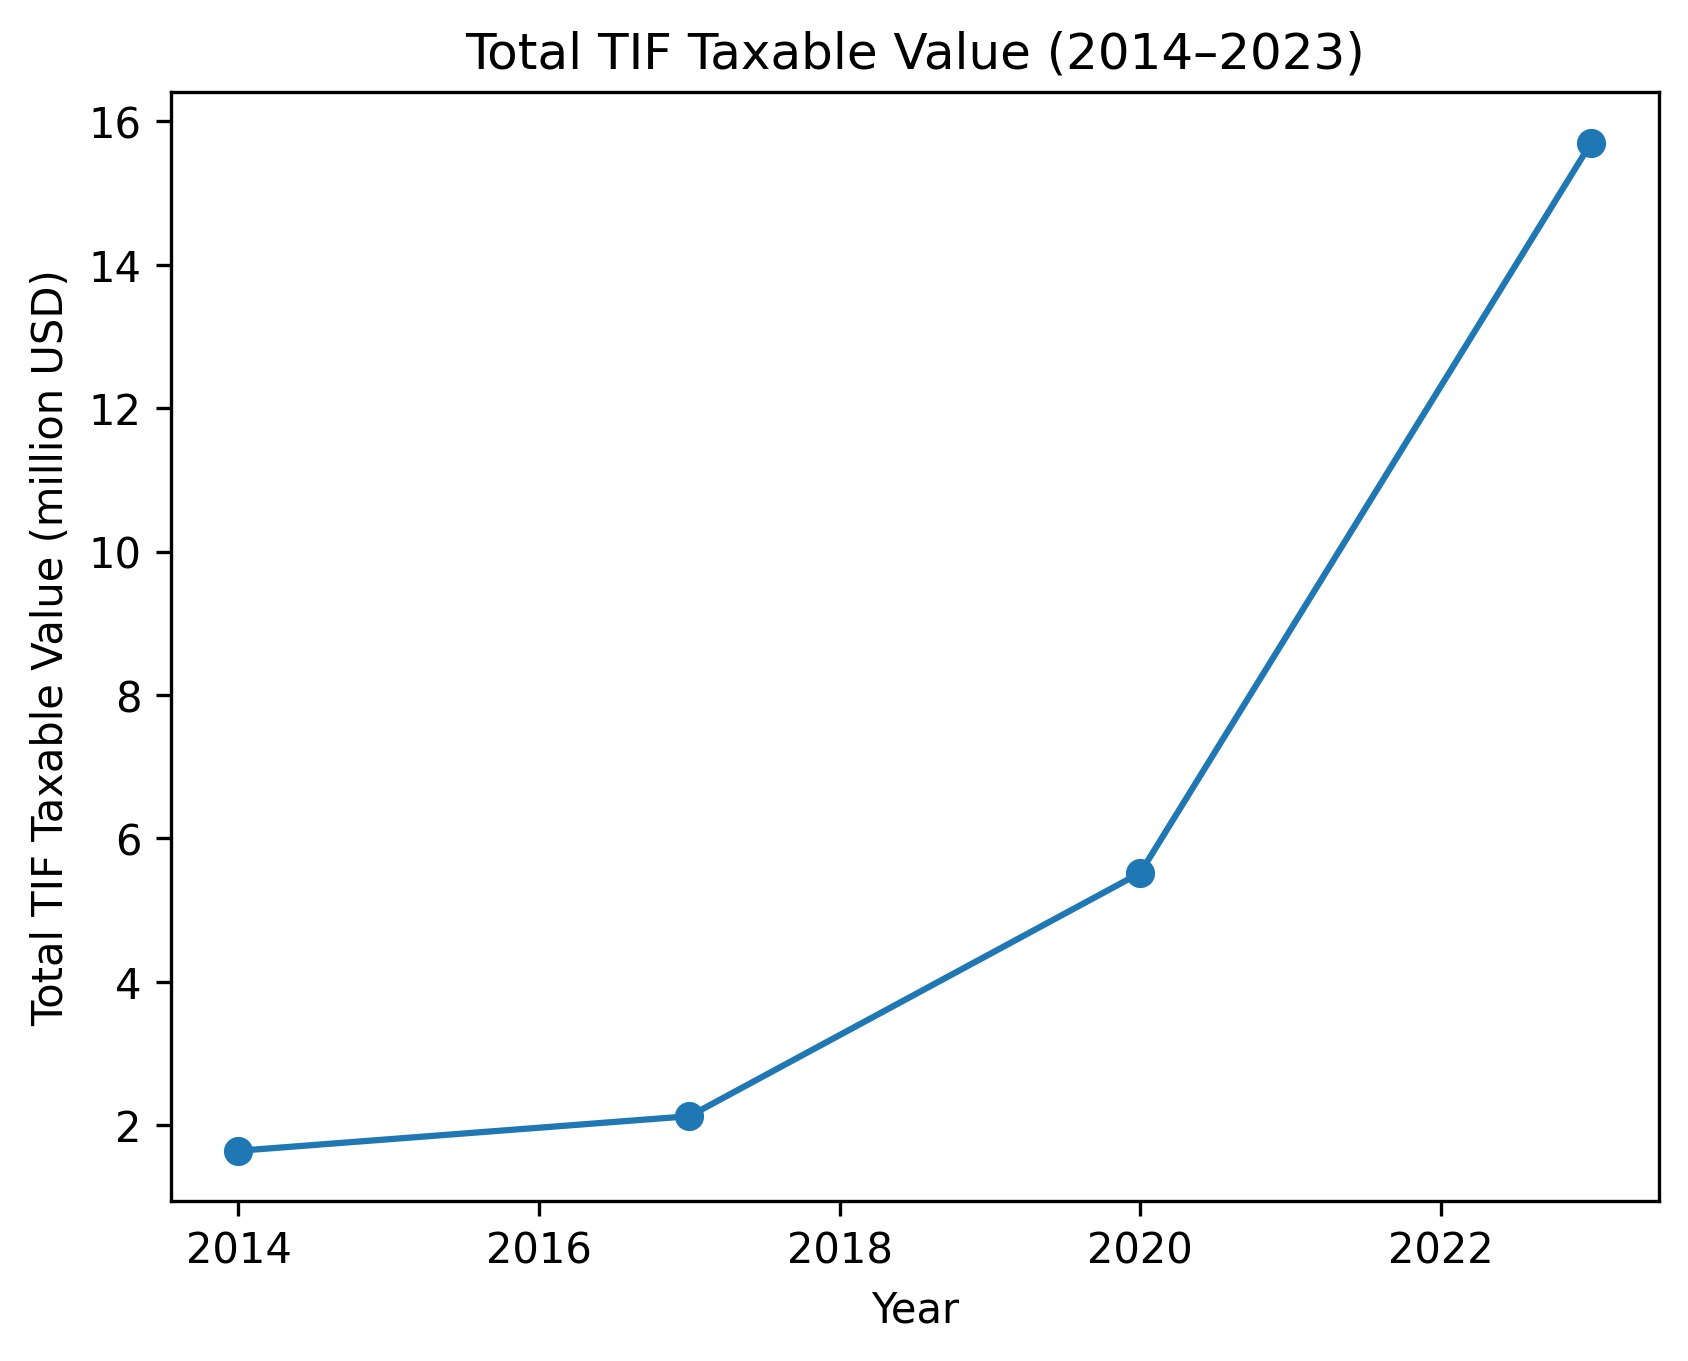 Total TIF Taxable Value (2014–2023)
Total TIF Taxable Value (million USD)
16
14
12
10
8
6
4
2
2014 2016 2018 2020 2022
Year